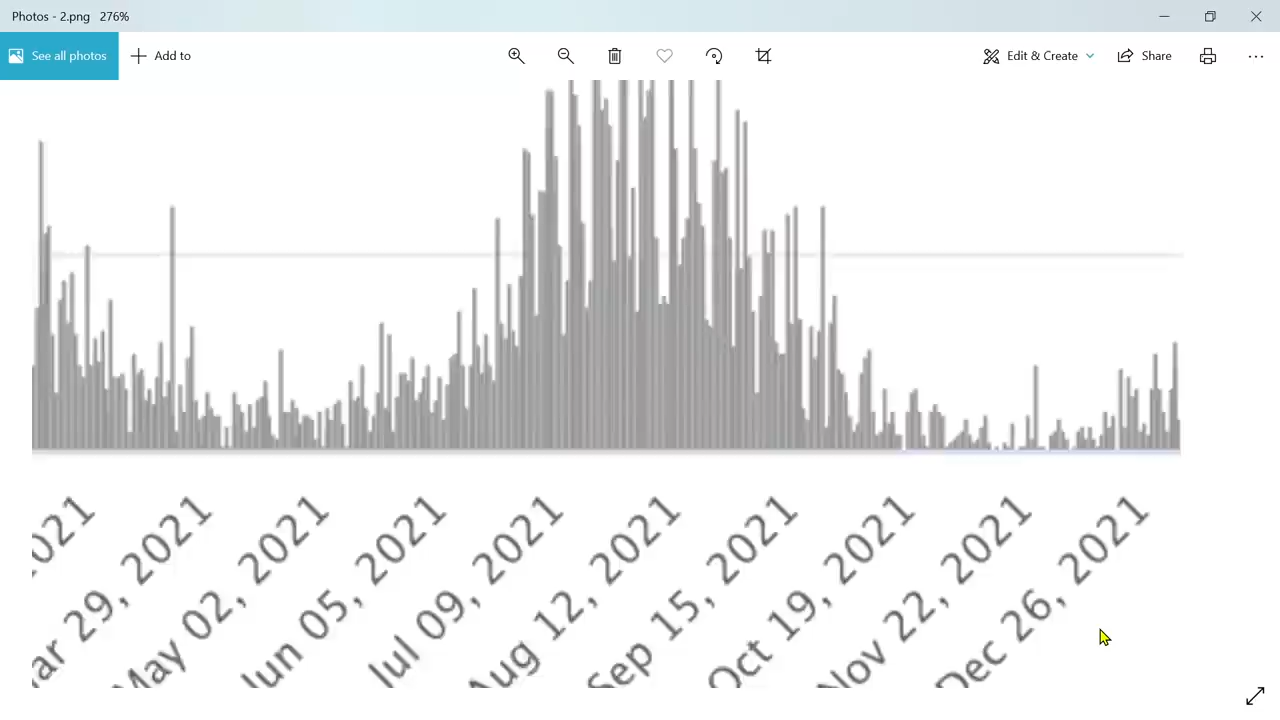 Photos - 2.png 276%
See all photos
Add to
Edit & Create
Share
2021
ar 29, 2021
May 02, 2021
Jun 05, 2021
Jul 09, 2021
Aug 12, 2021
Sep 15, 2021
Oct 19, 2021
Nov 22, 2021
Dec 26, 2021